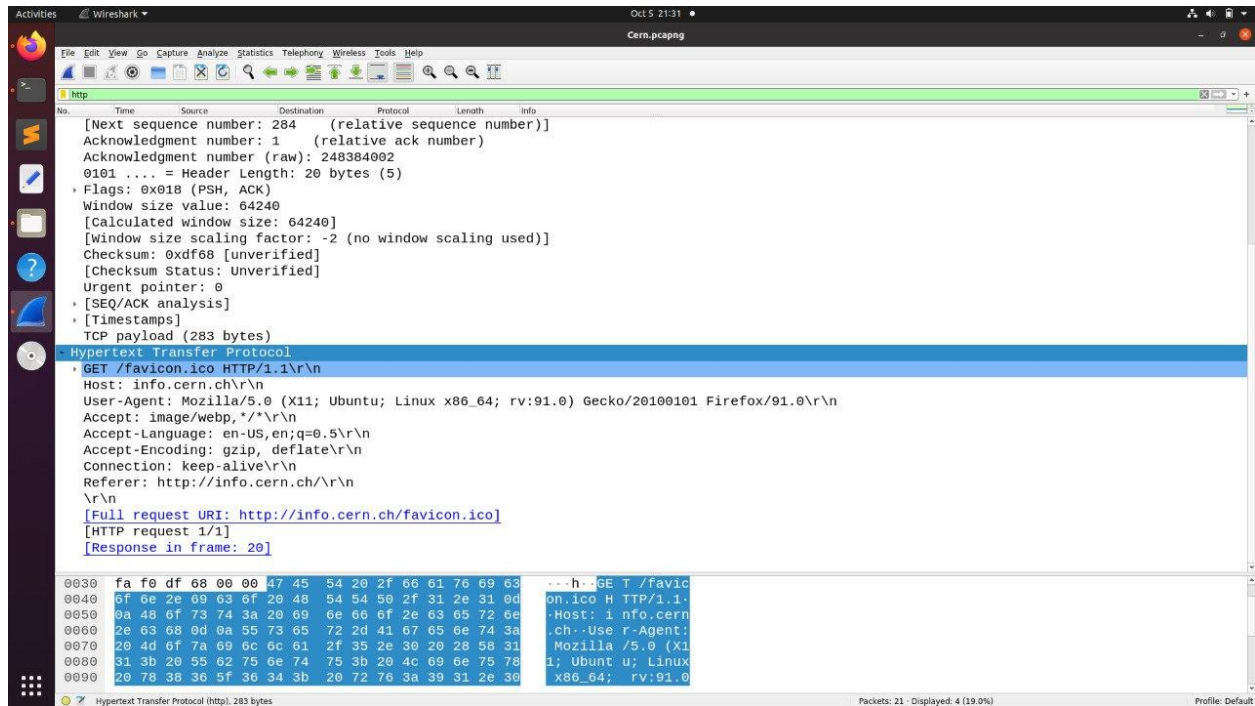 Activities Wireshark Oct 5 21:31
Cern.pcapng
File Edit View Go Capture Analyze Statistics Telephony Wireless Tools Help
http
No. Time Source Destination Protocol Length Info
[Next sequence number: 284 (relative sequence number)]
Acknowledgment number: 1 (relative ack number)
Acknowledgment number (raw): 248384002
0101 .... = Header Length: 20 bytes (5)
Flags: 0x018 (PSH, ACK)
Window size value: 64240
[Calculated window size: 64240]
[Window size scaling factor: -2 (no window scaling used)]
Checksum: 0xdf68 [unverified]
[Checksum Status: Unverified]
Urgent pointer: 0
[SEQ/ACK analysis]
[Timestamps]
TCP payload (283 bytes)
Hypertext Transfer Protocol
GET /favicon.ico HTTP/1.1\r\n
Host: info.cern.ch\r\n
User-Agent: Mozilla/5.0 (X11; Ubuntu; Linux x86_64; rv:91.0) Gecko/20100101 Firefox/91.0\r\n
Accept: image/webp,*/*\r\n
Accept-Language: en-US,en;q=0.5\r\n
Accept-Encoding: gzip, deflate\r\n
Connection: keep-alive\r\n
Referer: http://info.cern.ch/\r\n
\r\n
[Full request URI: http://info.cern.ch/favicon.ico]
[HTTP request 1/1]
[Response in frame: 20]
0030 fa f0 df 68 00 00 47 45 54 20 2f 66 61 76 69 63 ···h··GE T /favic
0040 6f 6e 2e 69 63 6f 20 48 54 54 50 2f 31 2e 31 0d on.ico H TTP/1.1·
0050 0a 48 6f 73 74 3a 20 69 6e 66 6f 2e 63 65 72 6e ·Host: i nfo.cern
0060 2e 63 68 0d 0a 55 73 65 72 2d 41 67 65 6e 74 3a .ch··Use r-Agent:
0070 20 4d 6f 7a 69 6c 6c 61 2f 35 2e 30 20 28 58 31 Mozilla /5.0 (X1
0080 31 3b 20 55 62 75 6e 74 75 3b 20 4c 69 6e 75 78 1; Ubunt u; Linux
0090 20 78 38 36 5f 36 34 3b 20 72 76 3a 39 31 2e 30 x86_64; rv:91.0
Hypertext Transfer Protocol (http), 283 bytes Packets: 21 · Displayed: 4 (19.0%) Profile: Default